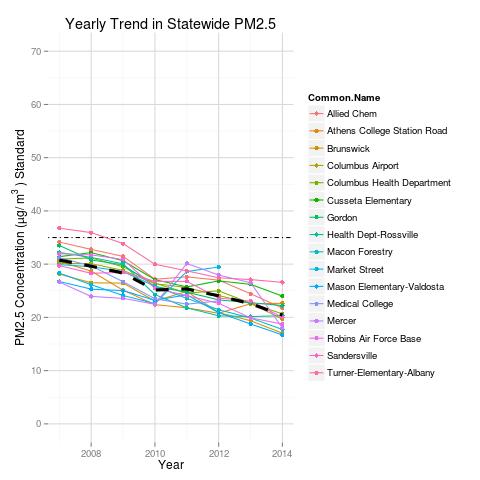 Yearly Trend in Statewide PM2.5
PM2.5 Concentration (µg/m³) Standard
70
60
50
40
30
20
10
0
2008
2010
2012
2014
Year
Common.Name
Allied Chem
Athens College Station Road
Brunswick
Columbus Airport
Columbus Health Department
Cusseta Elementary
Gordon
Health Dept-Rossville
Macon Forestry
Market Street
Mason Elementary-Valdosta
Medical College
Mercer
Robins Air Force Base
Sandersville
Turner-Elementary-Albany